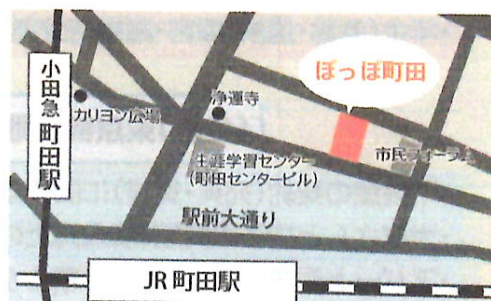 ぽっぽ町田
小田急 町田駅
カリヨン広場
浄運寺
生涯学習センター
(町田センタービル)
市民フォーラム
駅前大通り
JR 町田駅